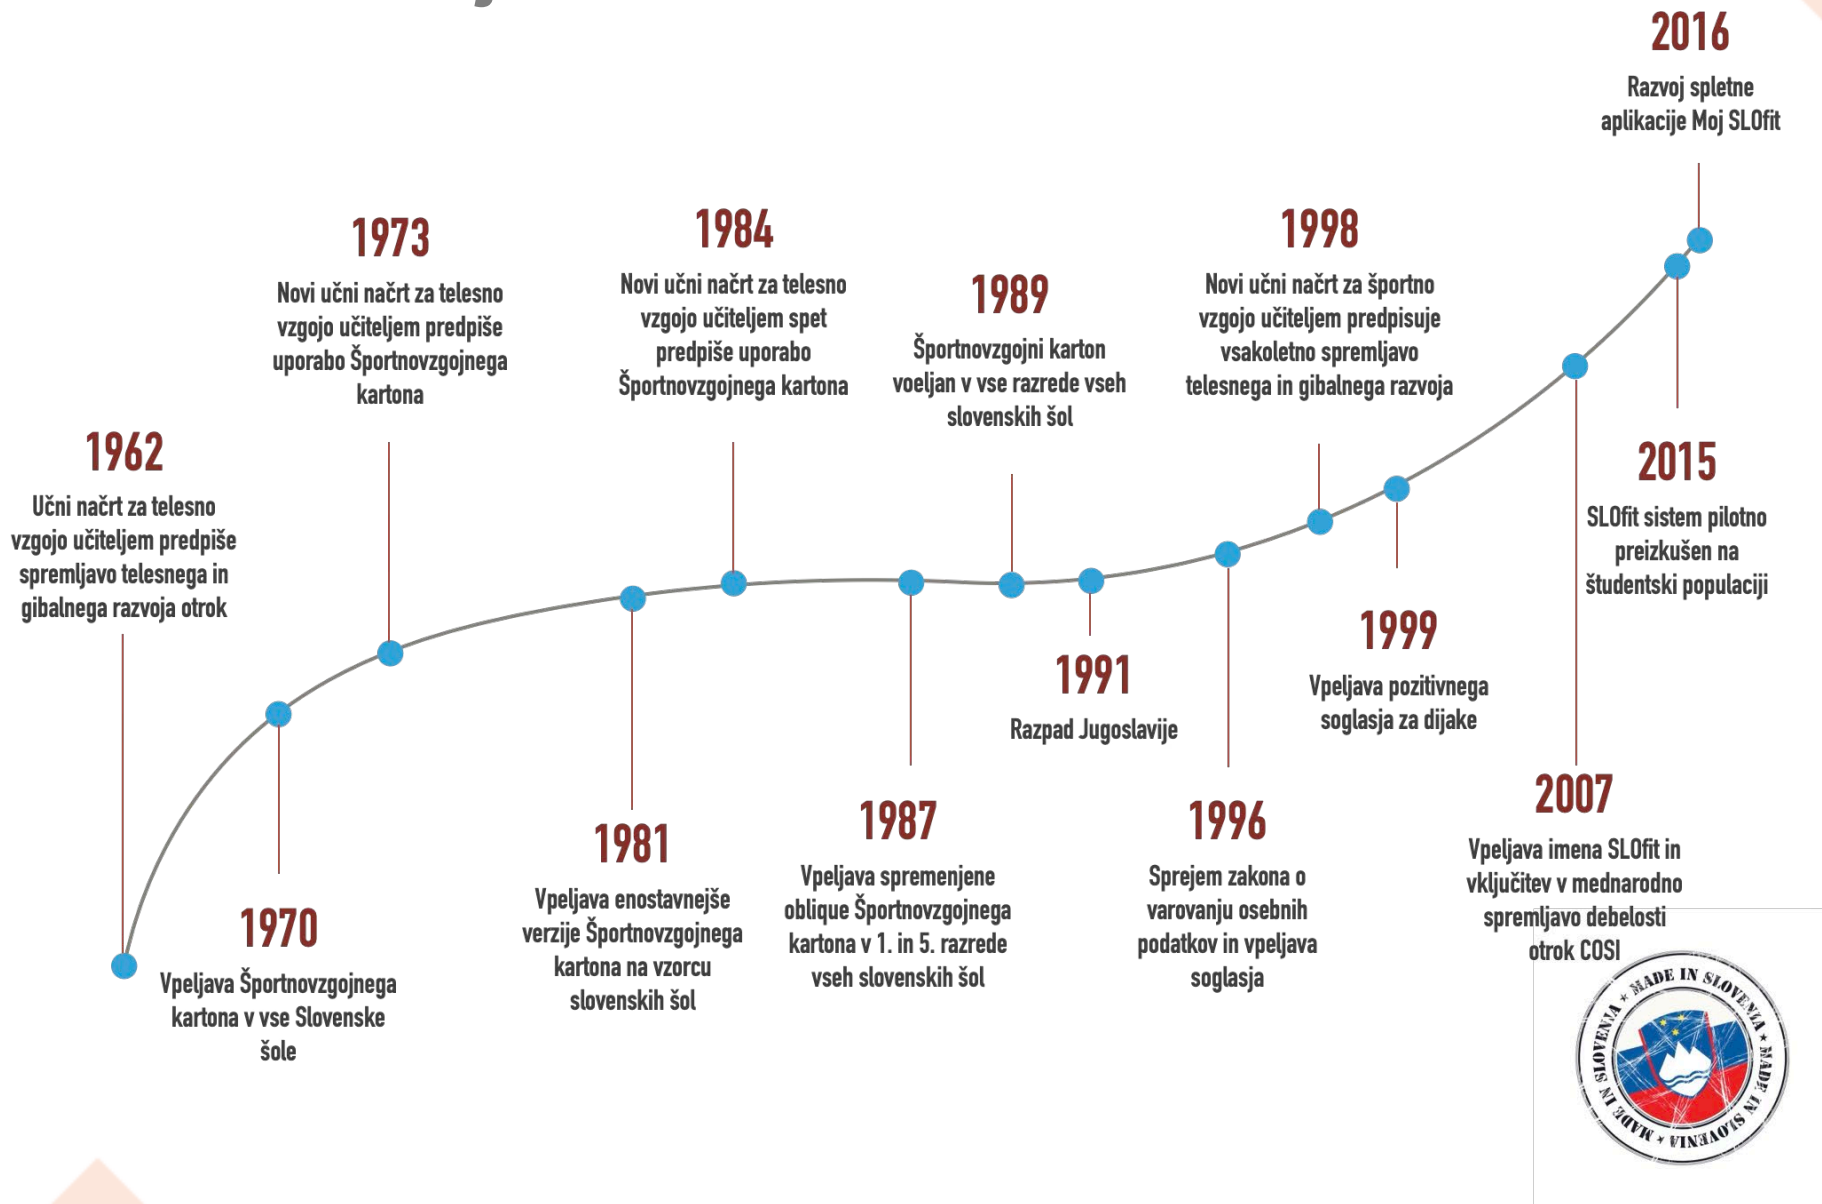 1962
Učni načrt za telesno
vzgojo učiteljem predpiše
spremljavo telesnega in
gibalnega razvoja otrok
1970
Vpeljava Športnovzgojnega
kartona v vse Slovenske
šole
1973
Novi učni načrt za telesno
vzgojo učiteljem predpiše
uporabo Športnovzgojnega
kartona
1981
Vpeljava enostavnejše
verzije Športnovzgojnega
kartona na vzorcu
slovenskih šol
1984
Novi učni načrt za telesno
vzgojo učiteljem spet
predpiše uporabo
Športnovzgojnega kartona
1987
Vpeljava spremenjene
oblique Športnovzgojnega
kartona v 1. in 5. razrede
vseh slovenskih šol
1989
Športnovzgojni karton
voeljan v vse razrede vseh
slovenskih šol
1991
Razpad Jugoslavije
1996
Sprejem zakona o
varovanju osebnih
podatkov in vpeljava
soglasja
1998
Novi učni načrt za športno
vzgojo učiteljem predpisuje
vsakoletno spremljavo
telesnega in gibalnega razvoja
1999
Vpeljava pozitivnega
soglasja za dijake
2007
Vpeljava imena SLOfit in
vključitev v mednarodno
spremljavo debelosti
otrok COSI
2015
SLOfit sistem pilotno
preizkušen na
študentski populaciji
2016
Razvoj spletne
aplikacije Moj SLOfit
MADE IN SLOVENIA ★ MADE IN SLOVENIA ★ MADE IN SLOVENIA ★